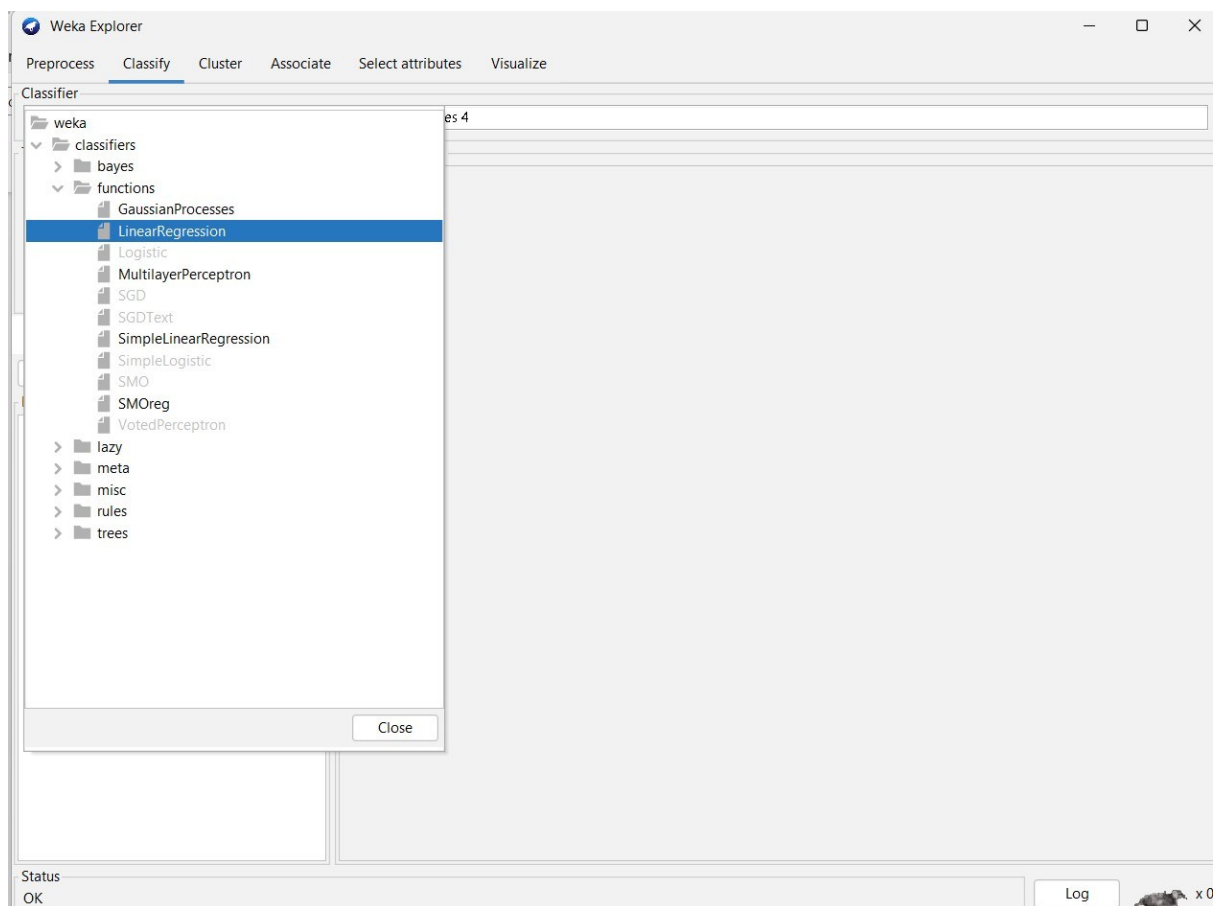 Weka Explorer
Preprocess Classify Cluster Associate Select attributes Visualize
Classifier
es 4
weka
classifiers
bayes
functions
GaussianProcesses
LinearRegression
Logistic
MultilayerPerceptron
SGD
SGDText
SimpleLinearRegression
SimpleLogistic
SMO
SMOreg
VotedPerceptron
lazy
meta
misc
rules
trees
Close
Status
OK
Log x 0